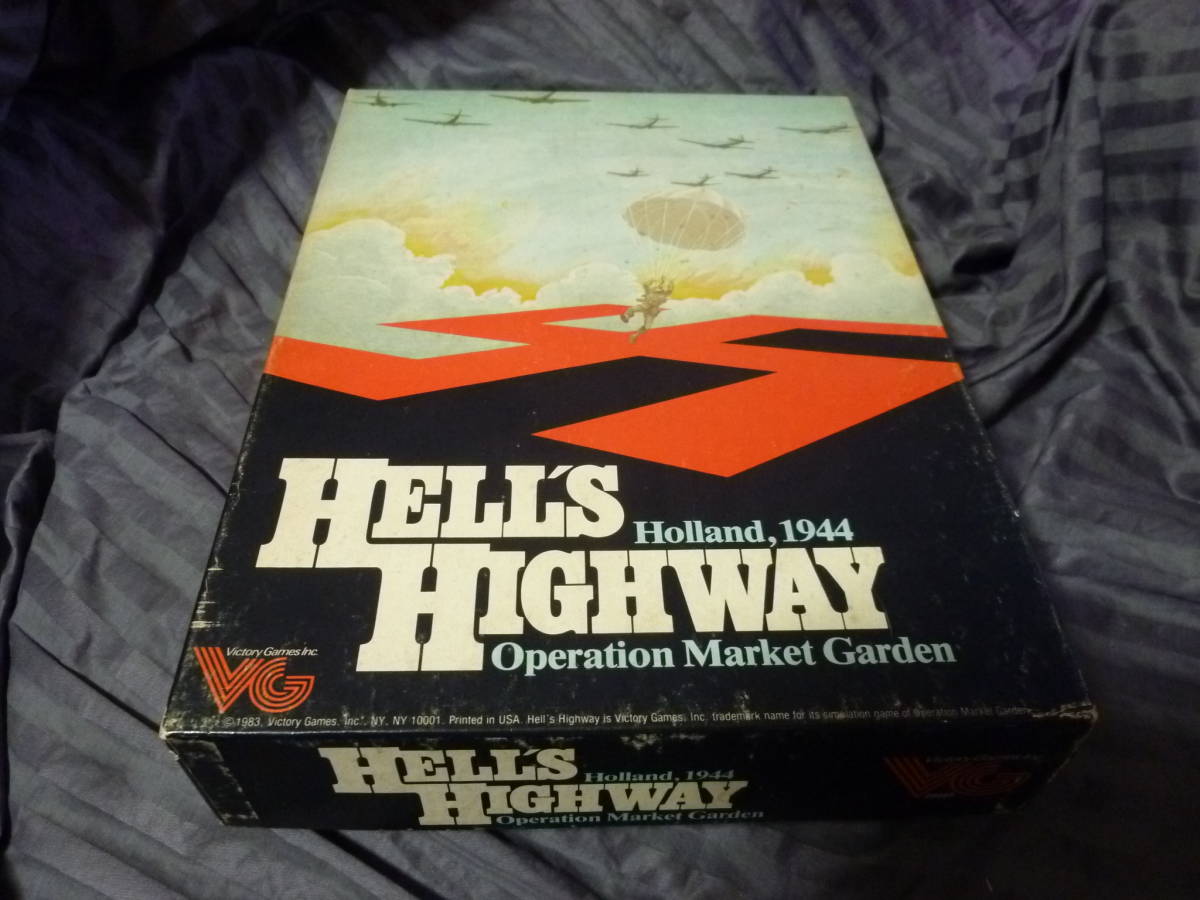 HELL'S
Holland, 1944
HIGHWAY
Operation Market Garden
Victory Games Inc.
VG
©1983, Victory Games, Inc., NY, NY 10001. Printed in USA. Hell's Highway is Victory Games, Inc. trademark name for its simulation game of Operation Market Garden
HELL'S
Holland, 1944
HIGHWAY
Operation Market Garden
VG